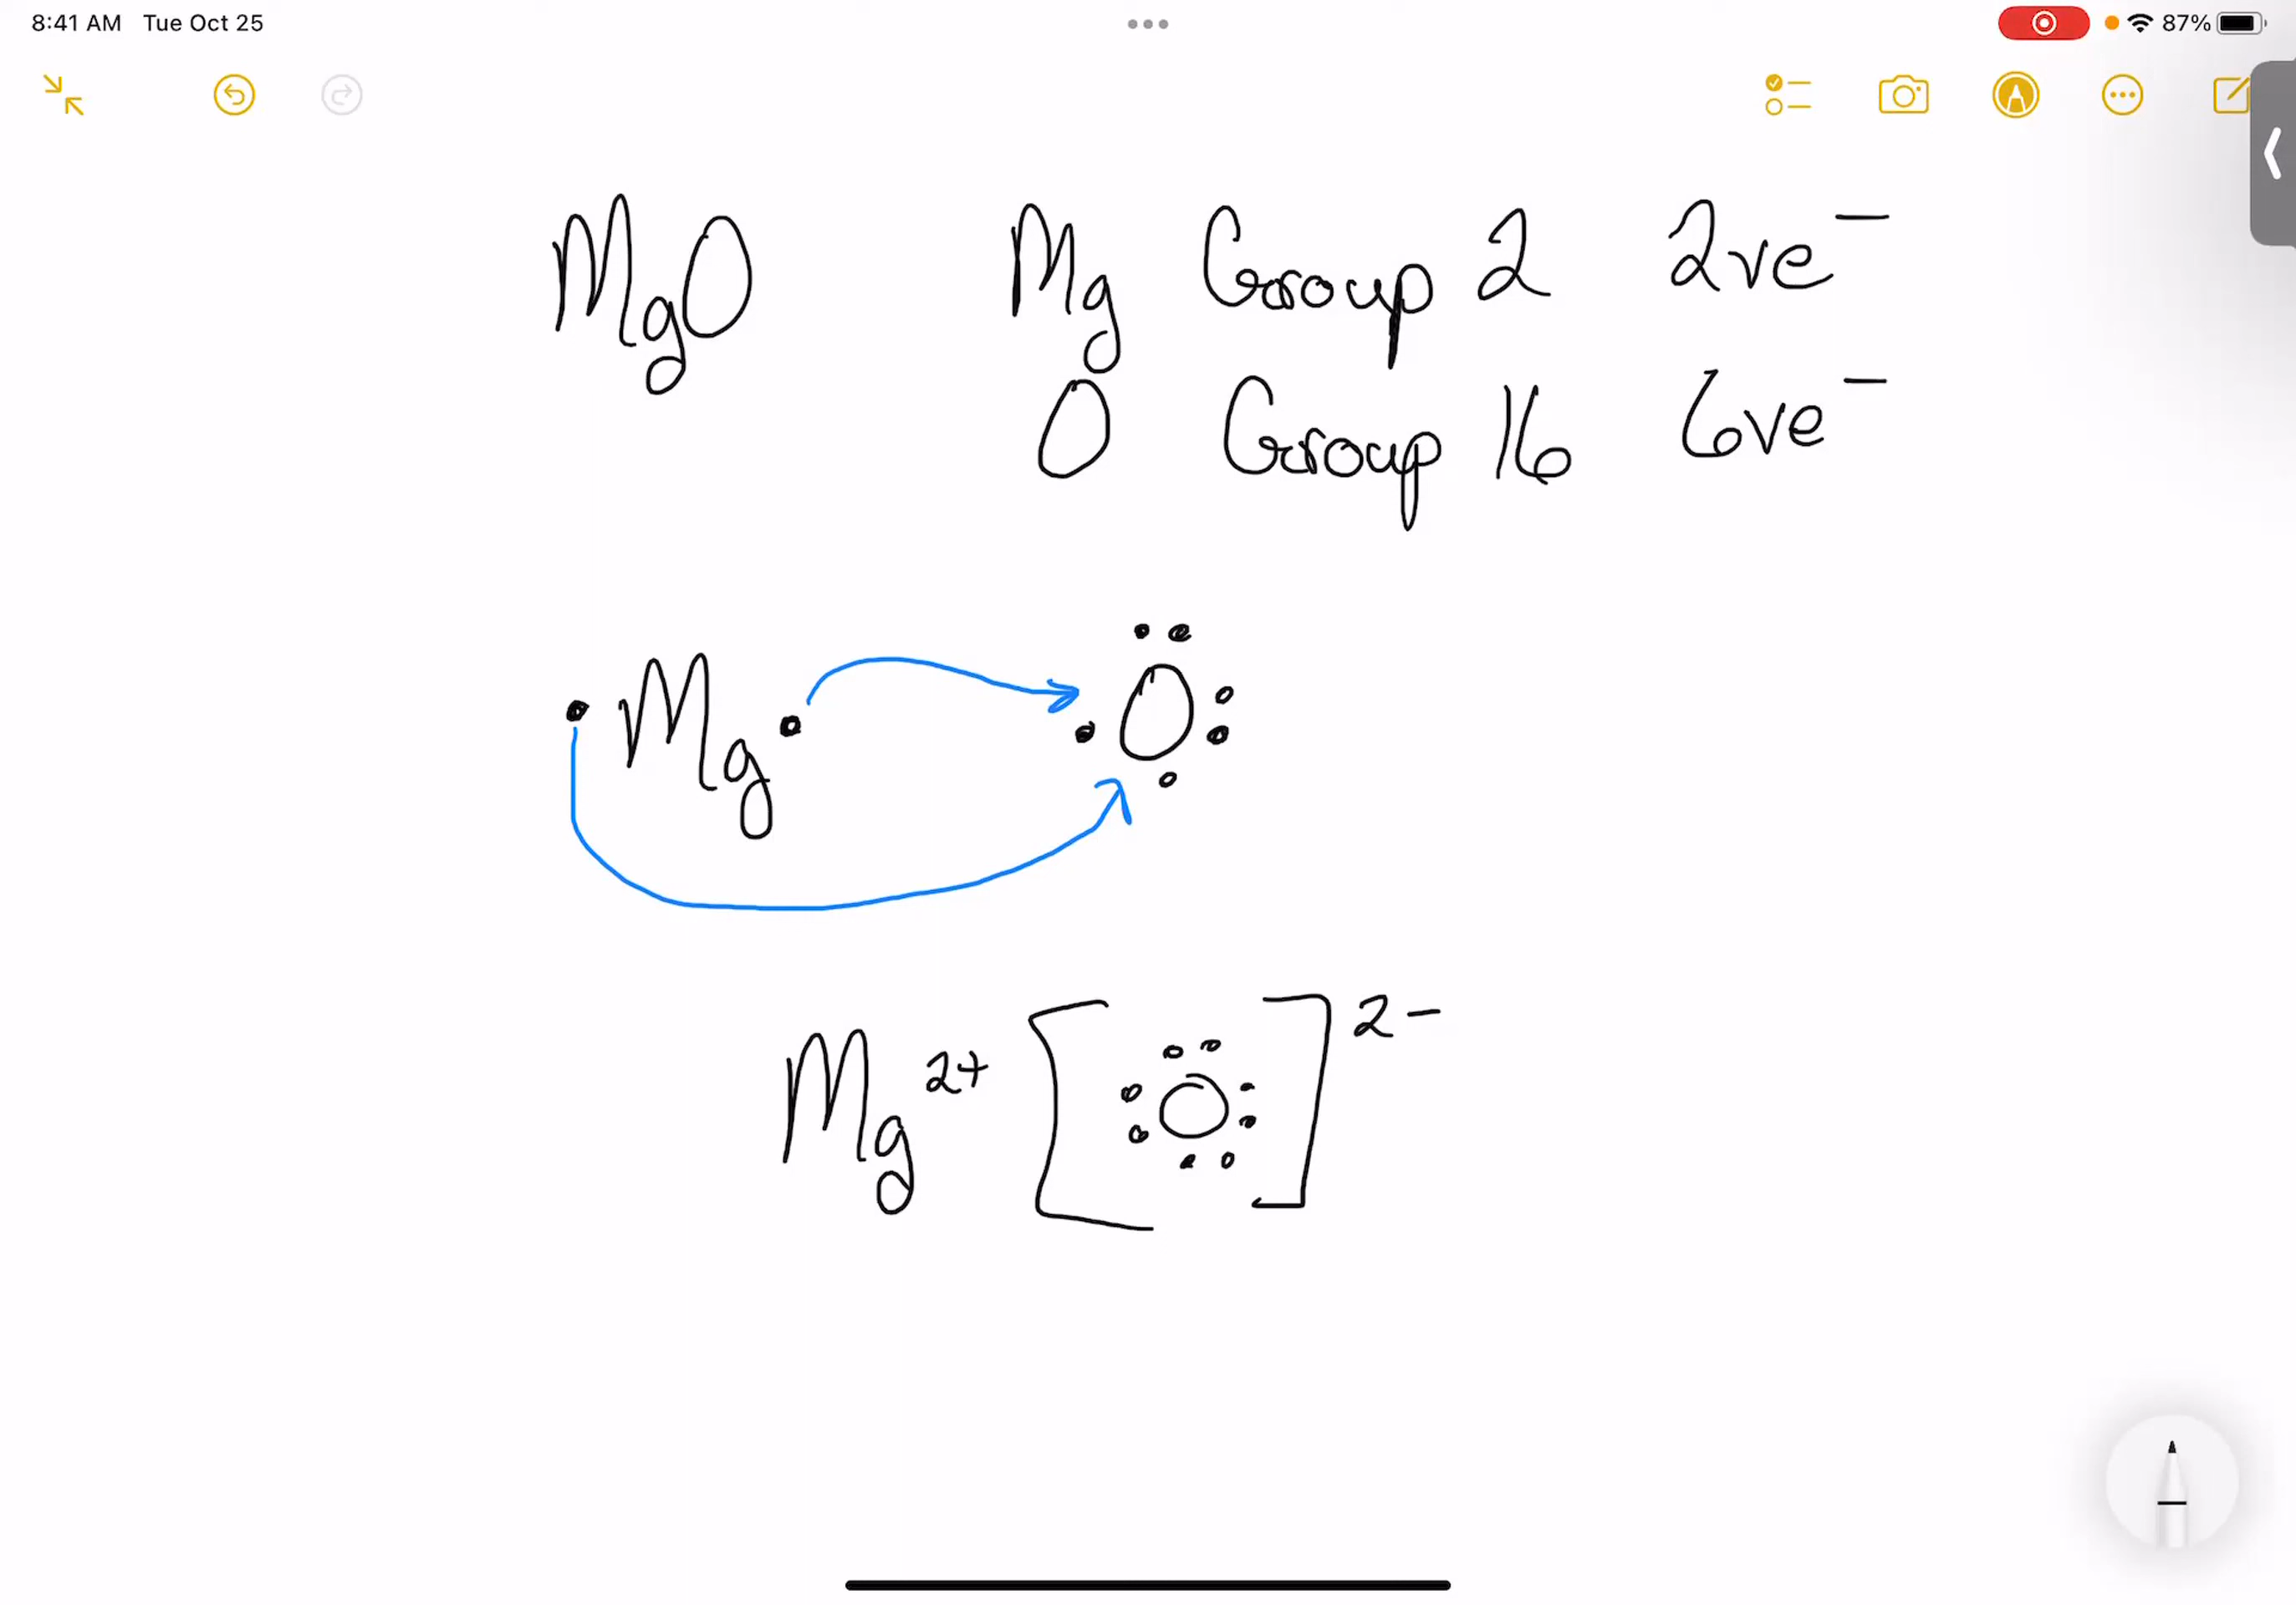 8:41 AM Tue Oct 25 87%
MgO Mg Group 2 2ve⁻
O Group 16 6ve⁻
Mg O
Mg²⁺ [O]²⁻